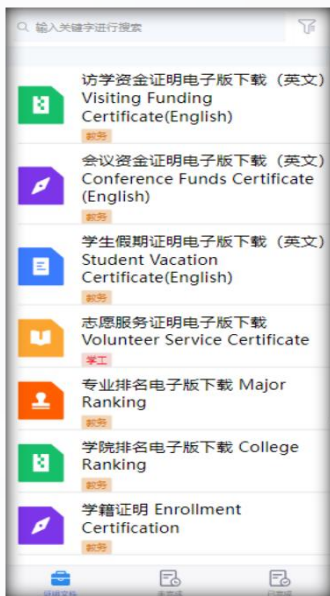 输入关键字进行搜索
访学资金证明电子版下载（英文）
Visiting Funding
Certificate(English)
教务
会议资金证明电子版下载（英文）
Conference Funds Certificate
(English)
教务
学生假期证明电子版下载（英文）
Student Vacation
Certificate(English)
教务
志愿服务证明电子版下载
Volunteer Service Certificate
学工
专业排名电子版下载 Major
Ranking
教务
学院排名电子版下载 College
Ranking
教务
学籍证明 Enrollment
Certification
教务